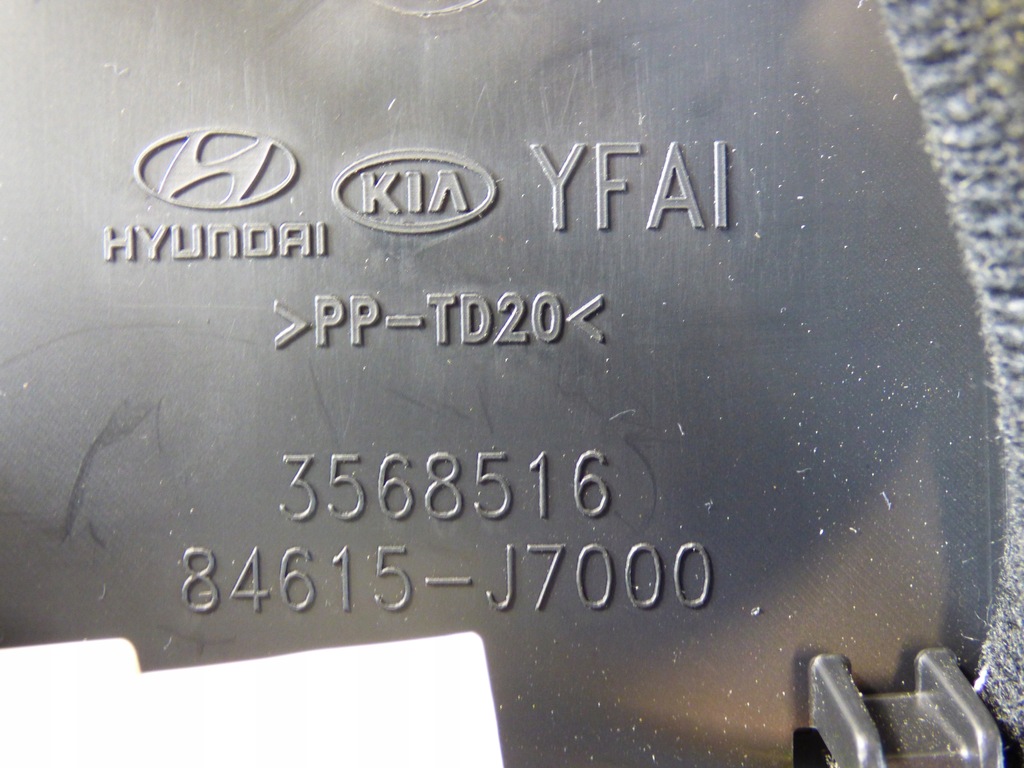 HYUNDAI KIA YFAI
>PP-TD20<
3568516
84615-J7000